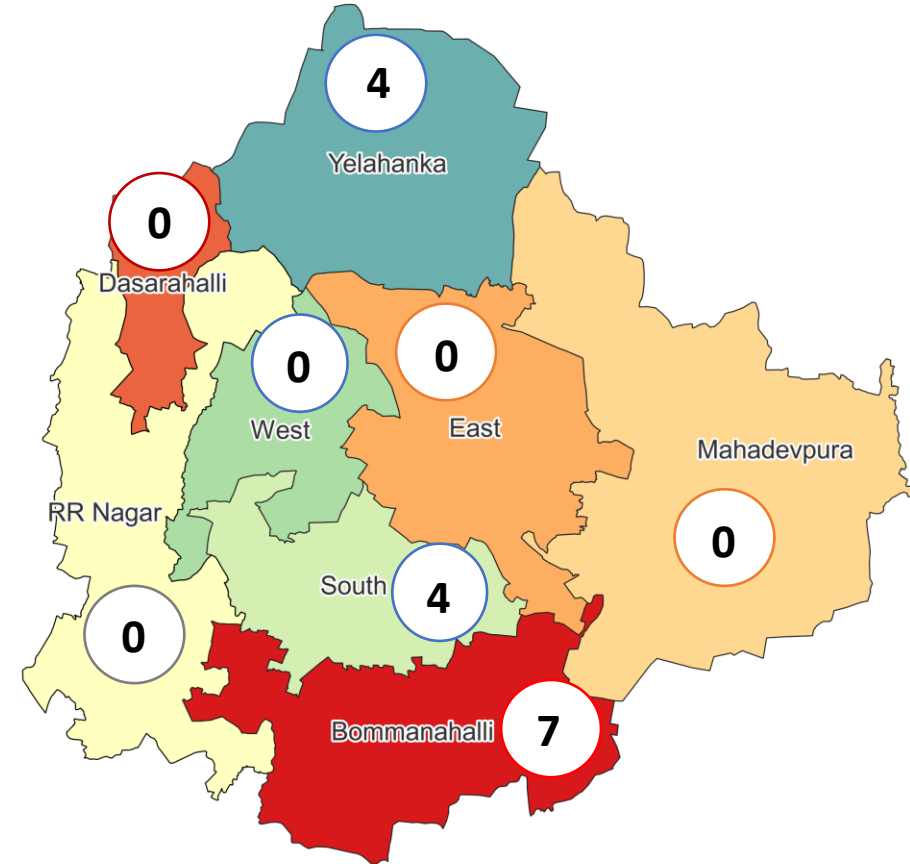 4
Yelahanka
0
Dasarahalli
0
West
0
East
Mahadevpura
0
RR Nagar
0
South
4
Bommanahalli
7